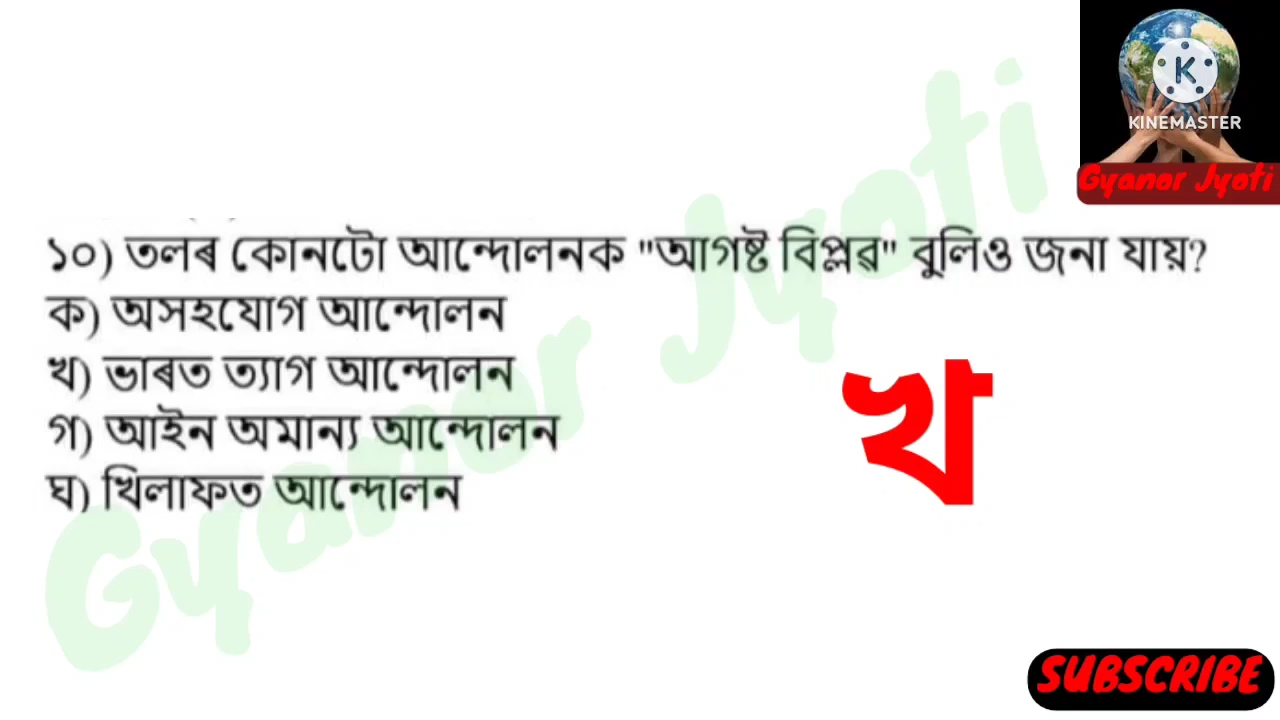 KINEMASTER
Gyanor Jyoti
১০) তলৰ কোনটো আন্দোলনক "আগষ্ট বিপ্লৱ" বুলিও জনা যায়?
ক) অসহযোগ আন্দোলন
খ) ভাৰত ত্যাগ আন্দোলন
গ) আইন অমান্য আন্দোলন
ঘ) খিলাফত আন্দোলন
খ
Gyanor Jyoti
SUBSCRIBE